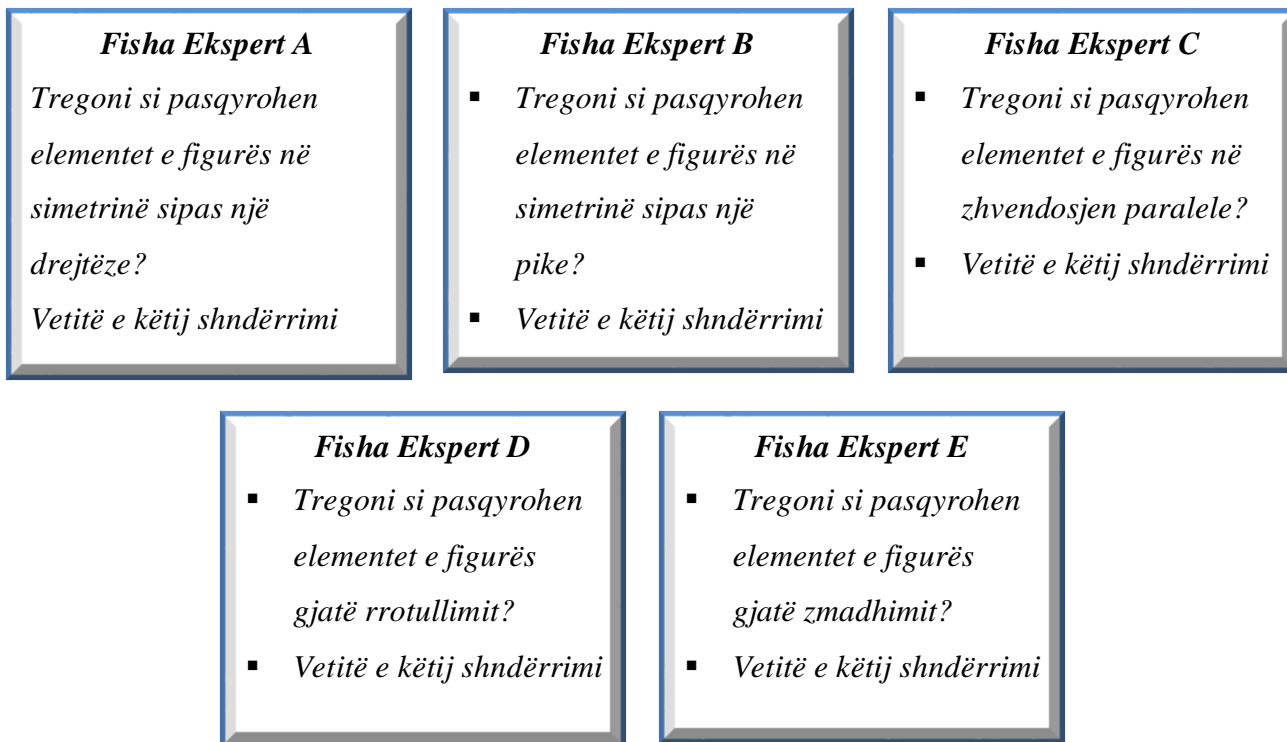 Fisha Ekspert A
Tregoni si pasqyrohen
elementet e figurës në
simetrinë sipas një
drejtëze?
Vetitë e këtij shndërrimi
Fisha Ekspert B
▪ Tregoni si pasqyrohen
elementet e figurës në
simetrinë sipas një
pike?
▪ Vetitë e këtij shndërrimi
Fisha Ekspert C
▪ Tregoni si pasqyrohen
elementet e figurës në
zhvendosjen paralele?
▪ Vetitë e këtij shndërrimi
Fisha Ekspert D
▪ Tregoni si pasqyrohen
elementet e figurës
gjatë rrotullimit?
▪ Vetitë e këtij shndërrimi
Fisha Ekspert E
▪ Tregoni si pasqyrohen
elementet e figurës
gjatë zmadhimit?
▪ Vetitë e këtij shndërrimi